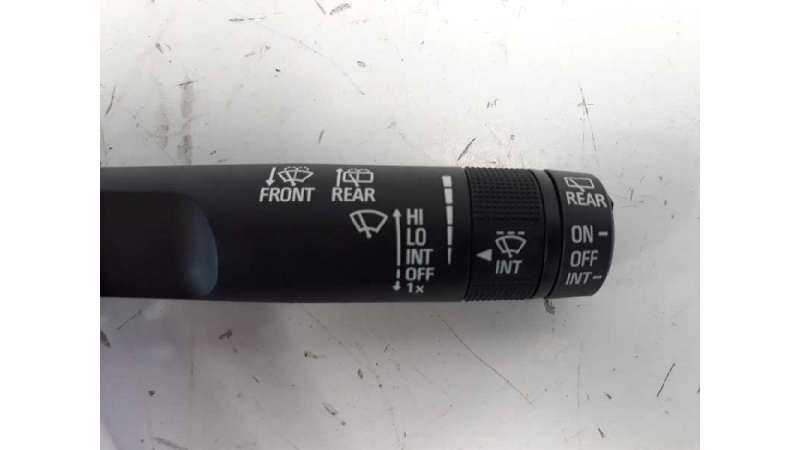 FRONT REAR
HI
LO
INT
OFF
1x
INT
REAR
ON –
OFF
INT –